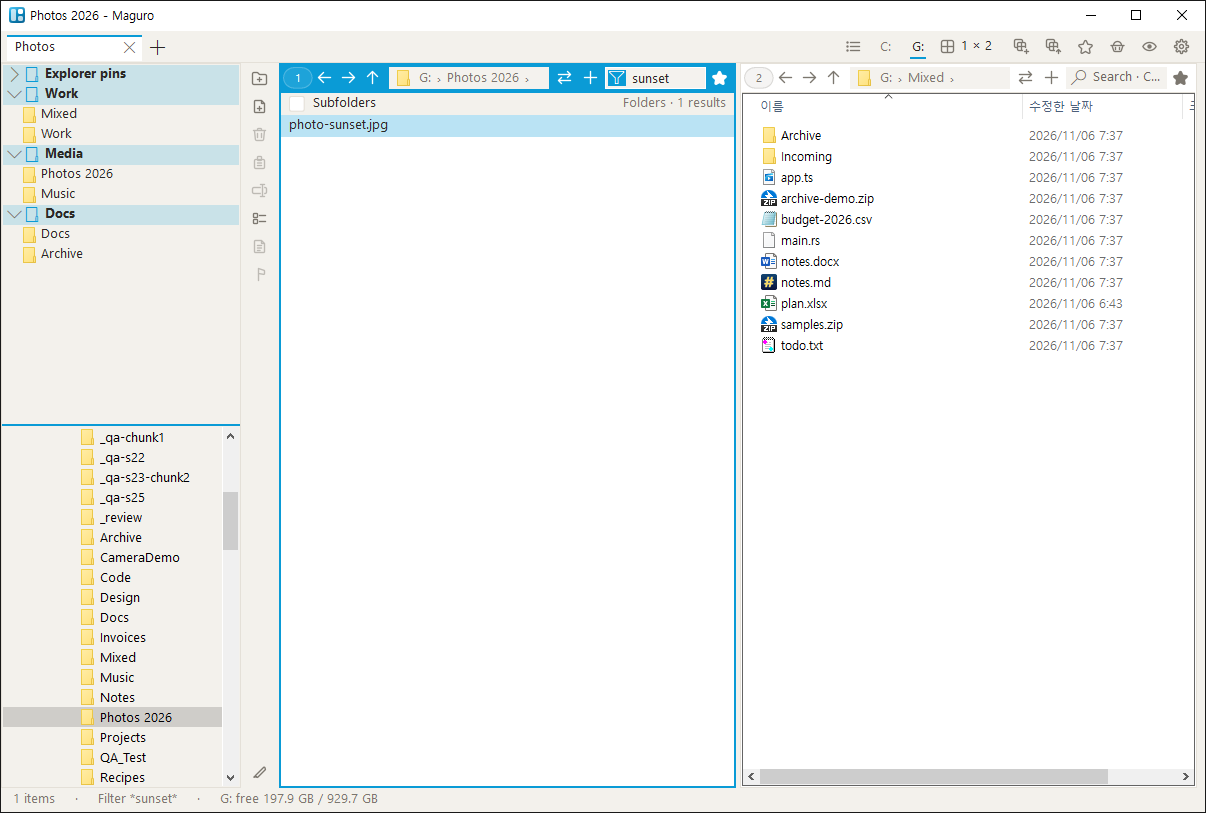 Photos 2026 - Maguro
Photos
C: G: 1 × 2
Explorer pins
Work
Mixed
Work
Media
Photos 2026
Music
Docs
Docs
Archive
_qa-chunk1
_qa-s22
_qa-s23-chunk2
_qa-s25
_review
Archive
CameraDemo
Code
Design
Docs
Invoices
Mixed
Music
Notes
Photos 2026
Projects
QA_Test
Recipes
1 G: › Photos 2026 › sunset
Subfolders Folders · 1 results
photo-sunset.jpg
2 G: › Mixed › Search · C...
이름 수정한 날짜
Archive 2026/11/06 7:37
Incoming 2026/11/06 7:37
app.ts 2026/11/06 7:37
archive-demo.zip 2026/11/06 7:37
budget-2026.csv 2026/11/06 7:37
main.rs 2026/11/06 7:37
notes.docx 2026/11/06 7:37
notes.md 2026/11/06 7:37
plan.xlsx 2026/11/06 6:43
samples.zip 2026/11/06 7:37
todo.txt 2026/11/06 7:37
1 items · Filter *sunset* · G: free 197.9 GB / 929.7 GB